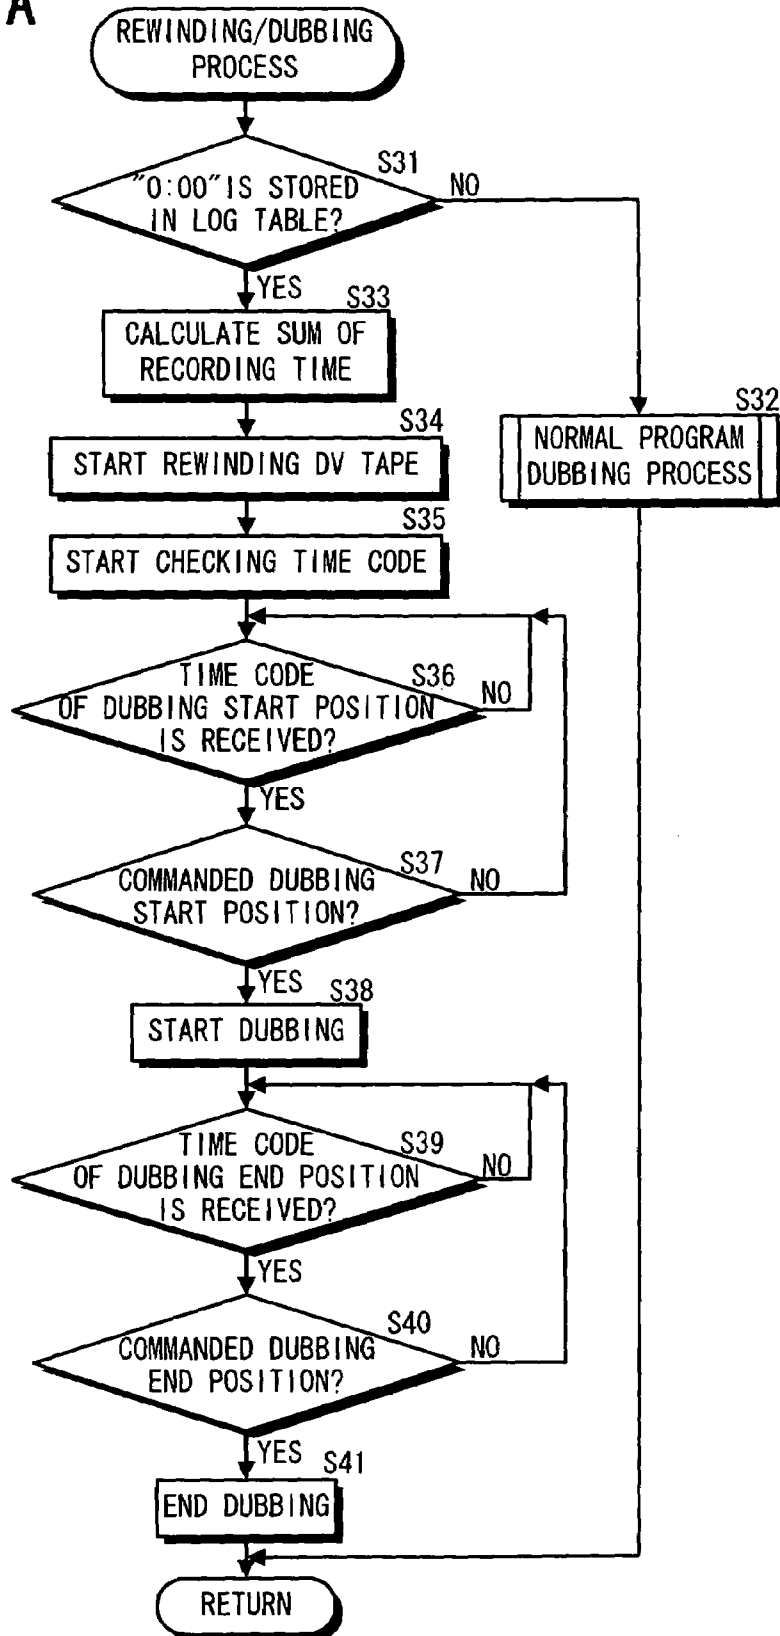 A
REWINDING/DUBBING
PROCESS
S31
"0:00"IS STORED
IN LOG TABLE?
NO
YES
S33
CALCULATE SUM OF
RECORDING TIME
S32
NORMAL PROGRAM
DUBBING PROCESS
S34
START REWINDING DV TAPE
S35
START CHECKING TIME CODE
TIME CODE
S36
OF DUBBING START POSITION
NO
IS RECEIVED?
YES
S37
COMMANDED DUBBING
NO
START POSITION?
YES
S38
START DUBBING
TIME CODE
S39
OF DUBBING END POSITION
NO
IS RECEIVED?
YES
S40
COMMANDED DUBBING
NO
END POSITION?
YES
S41
END DUBBING
RETURN